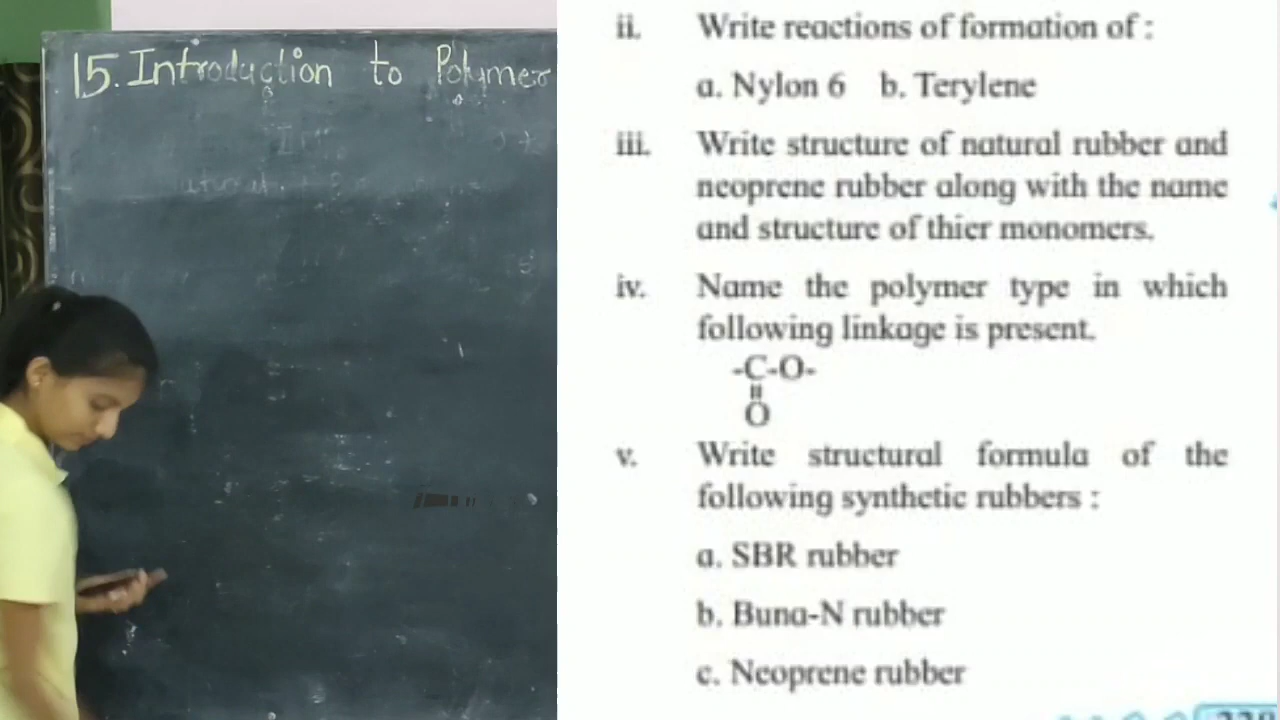 15. Introduction to Polymer
ii. Write reactions of formation of :
a. Nylon 6 b. Terylene
iii. Write structure of natural rubber and
neoprene rubber along with the name
and structure of thier monomers.
iv. Name the polymer type in which
following linkage is present.
-C-O-
=
O
v. Write structural formula of the
following synthetic rubbers :
a. SBR rubber
b. Buna-N rubber
c. Neoprene rubber